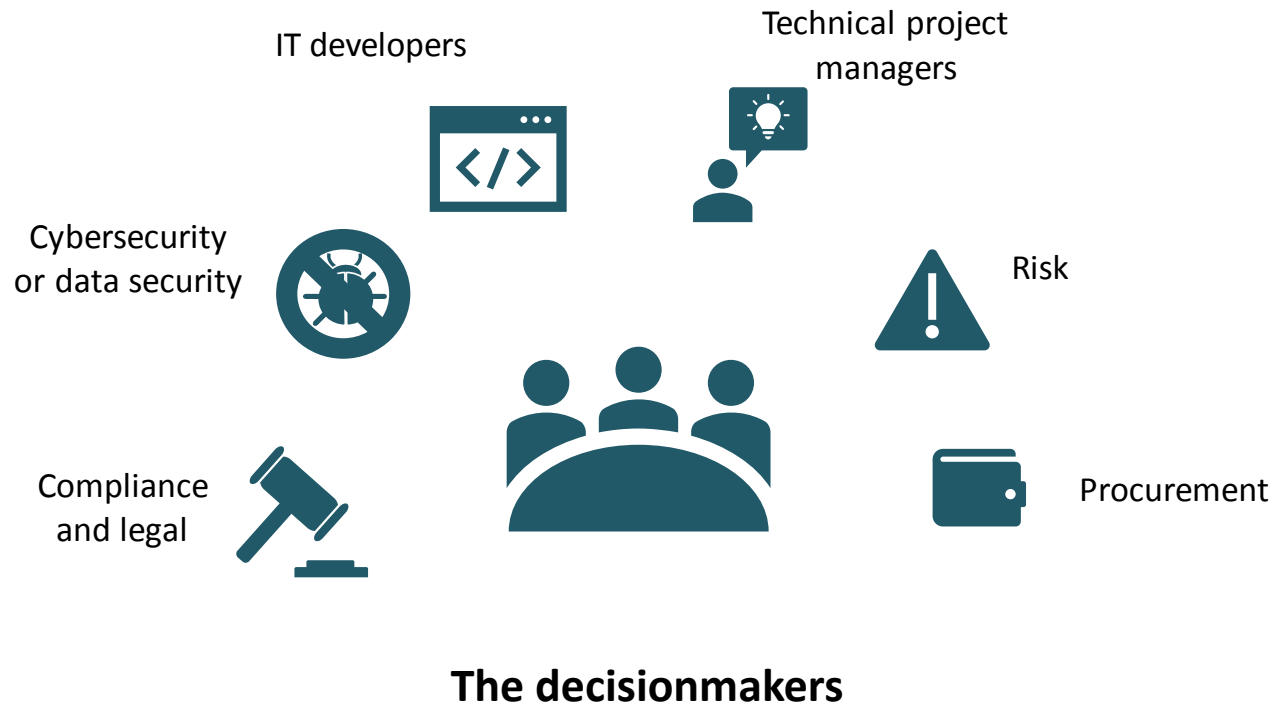 IT developers
Technical project
managers
</>
Cybersecurity
or data security
Risk
Compliance
and legal
Procurement
The decisionmakers